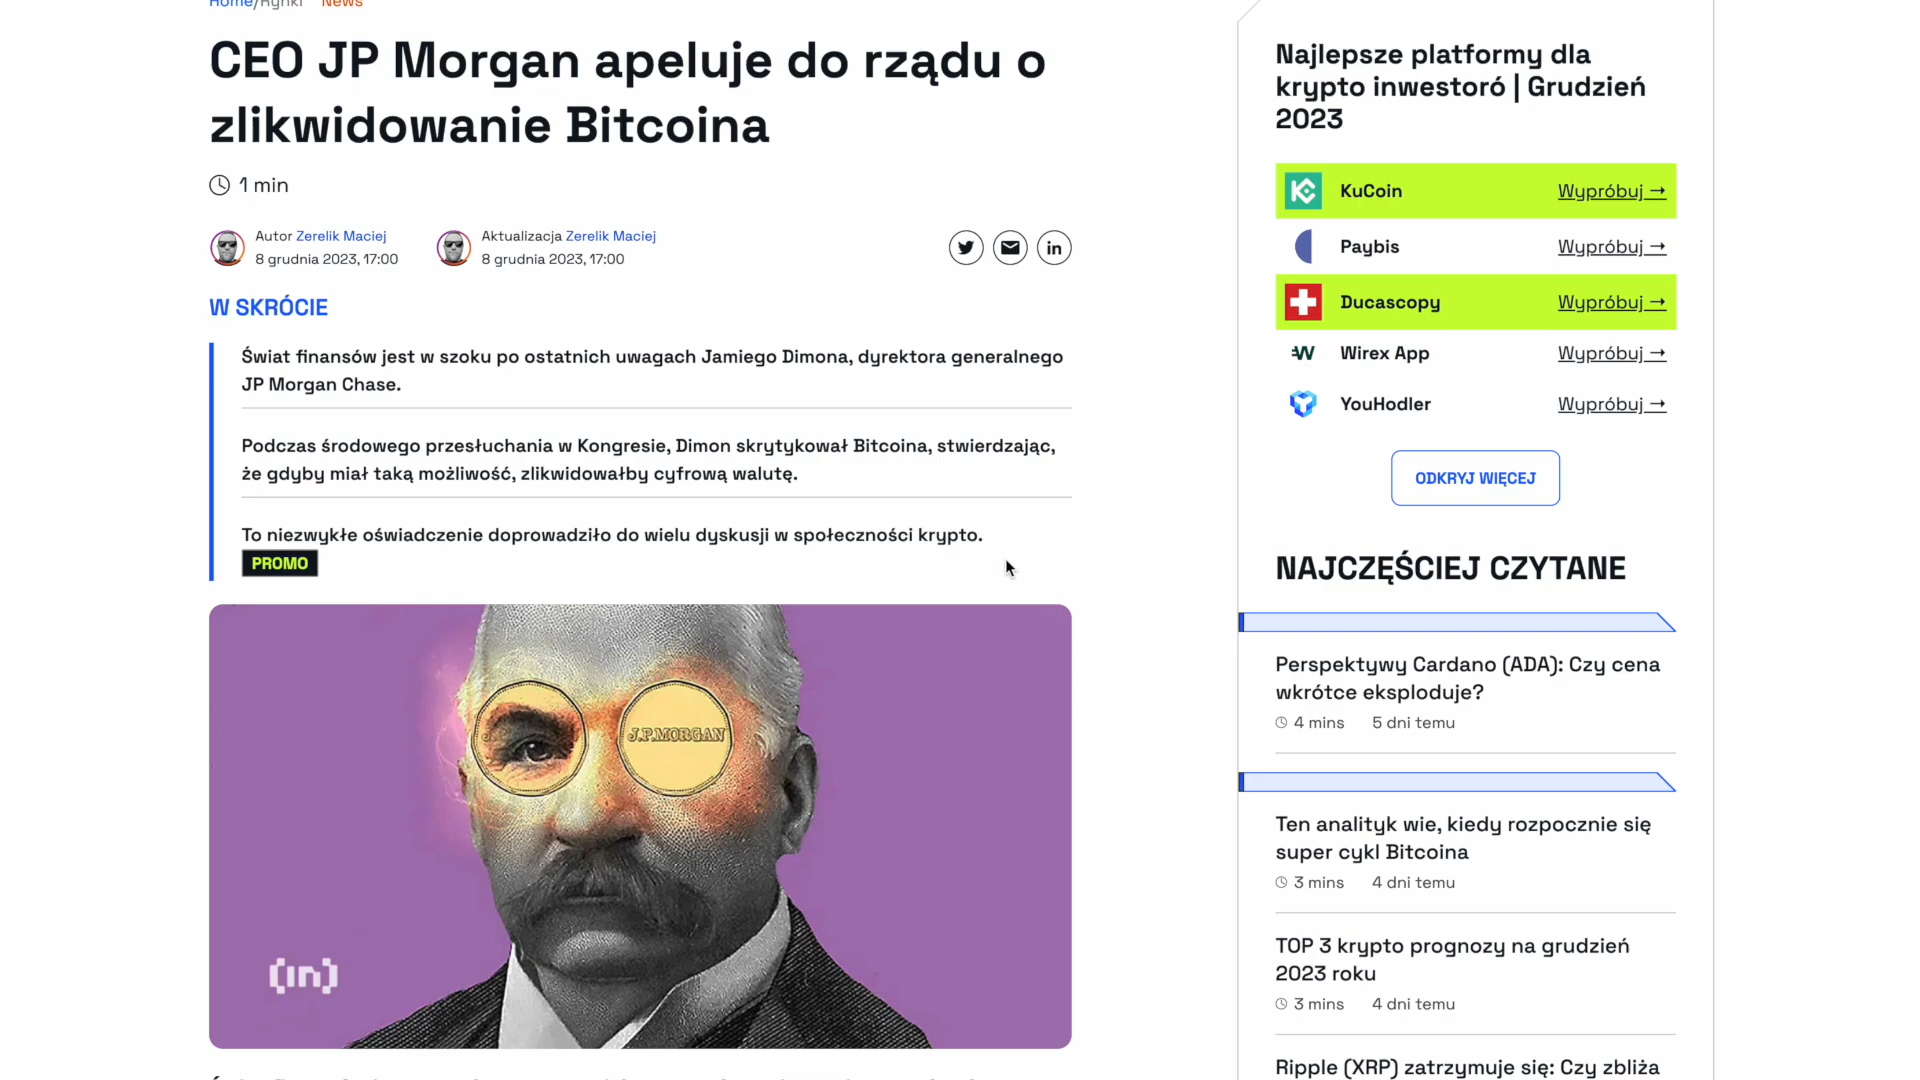 Home/Rynki News
CEO JP Morgan apeluje do rządu o
zlikwidowanie Bitcoina
1 min
Autor Zerelik Maciej
8 grudnia 2023, 17:00
Aktualizacja Zerelik Maciej
8 grudnia 2023, 17:00
in
W SKRÓCIE
Świat finansów jest w szoku po ostatnich uwagach Jamiego Dimona, dyrektora generalnego
JP Morgan Chase.
Podczas środowego przesłuchania w Kongresie, Dimon skrytykował Bitcoina, stwierdzając,
że gdyby miał taką możliwość, zlikwidowałby cyfrową walutę.
To niezwykłe oświadczenie doprowadziło do wielu dyskusji w społeczności krypto.
PROMO
J.P.MORGAN
(in)
Najlepsze platformy dla
krypto inwestoró | Grudzień
2023
KuCoin Wypróbuj →
Paybis Wypróbuj →
Ducascopy Wypróbuj →
Wirex App Wypróbuj →
YouHodler Wypróbuj →
ODKRYJ WIĘCEJ
NAJCZĘŚCIEJ CZYTANE
Perspektywy Cardano (ADA): Czy cena
wkrótce eksploduje?
4 mins 5 dni temu
Ten analityk wie, kiedy rozpocznie się
super cykl Bitcoina
3 mins 4 dni temu
TOP 3 krypto prognozy na grudzień
2023 roku
3 mins 4 dni temu
Ripple (XRP) zatrzymuje się: Czy zbliża